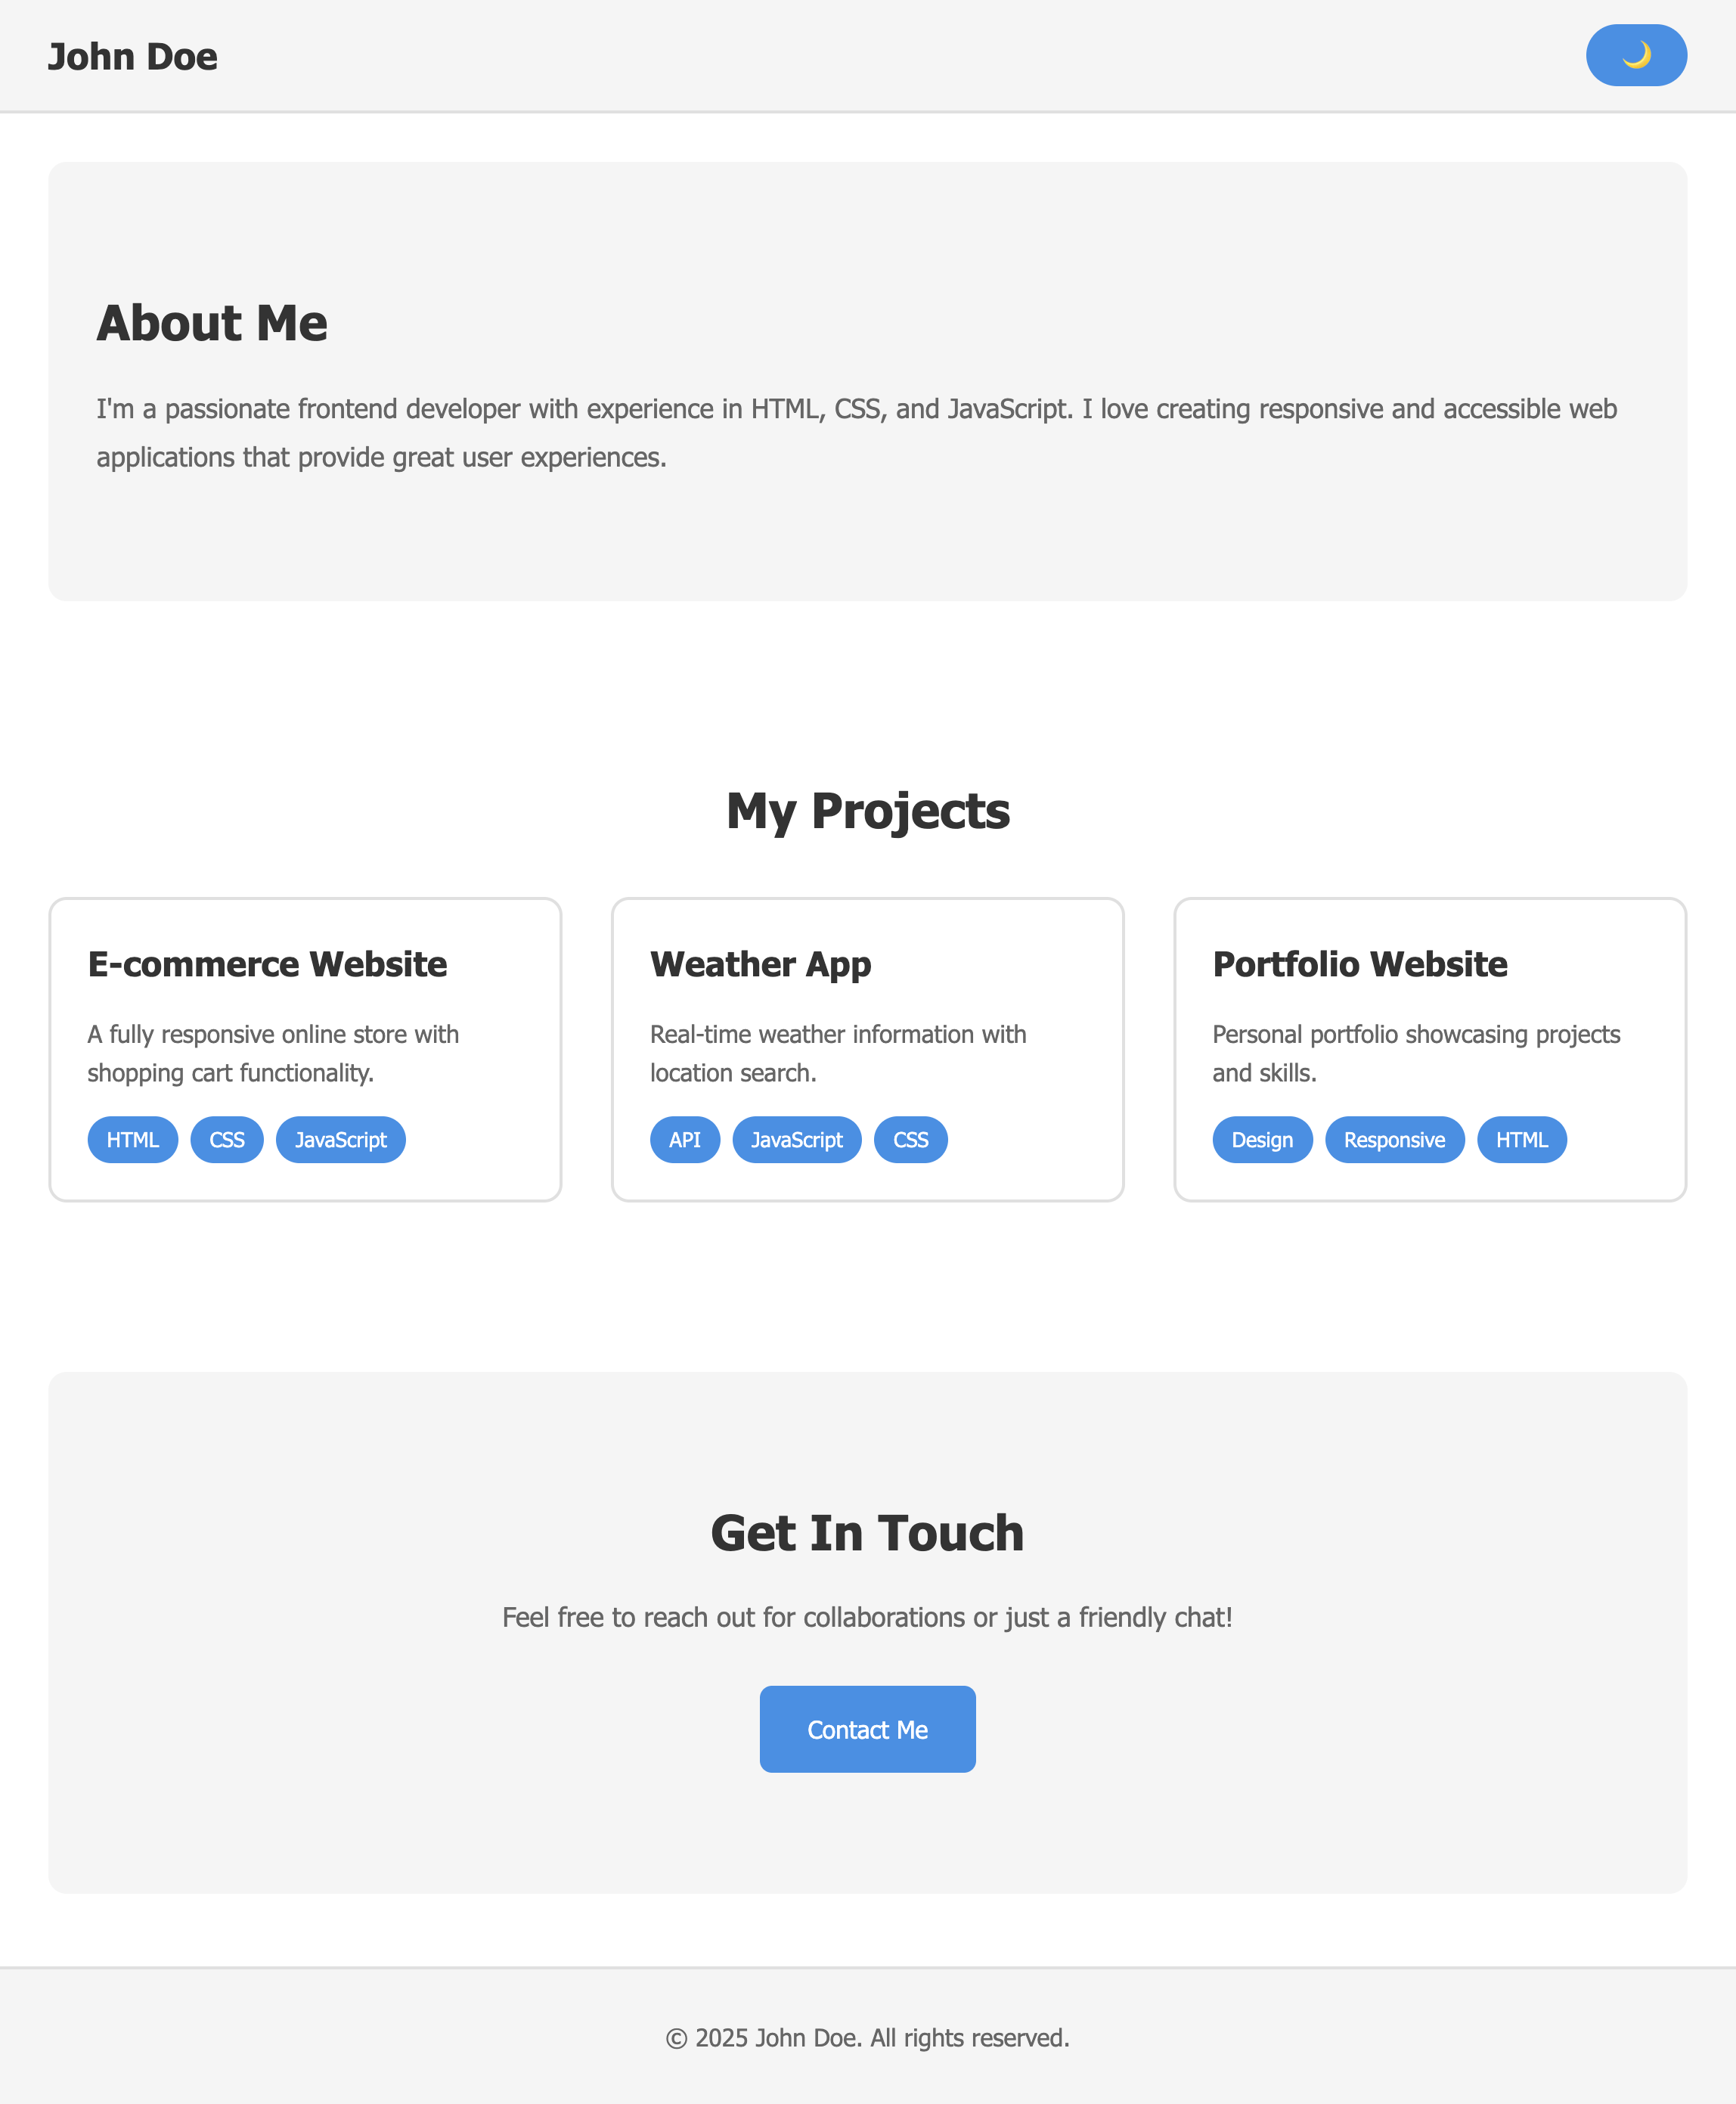 John Doe
About Me
I'm a passionate frontend developer with experience in HTML, CSS, and JavaScript. I love creating responsive and accessible web
applications that provide great user experiences.
My Projects
E-commerce Website
A fully responsive online store with
shopping cart functionality.
HTML CSS JavaScript
Weather App
Real-time weather information with
location search.
API JavaScript CSS
Portfolio Website
Personal portfolio showcasing projects
and skills.
Design Responsive HTML
Get In Touch
Feel free to reach out for collaborations or just a friendly chat!
Contact Me
© 2025 John Doe. All rights reserved.